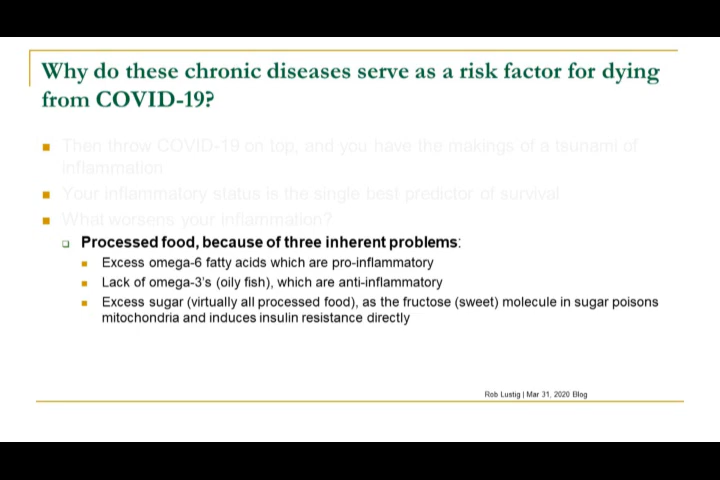 Why do these chronic diseases serve as a risk factor for dying
from COVID-19?
Then throw COVID-19 on top, and you have the makings of a tsunami of
inflammation
Your inflammatory status is the single best predictor of survival
What worsens your inflammation?
Processed food, because of three inherent problems:
Excess omega-6 fatty acids which are pro-inflammatory
Lack of omega-3's (oily fish), which are anti-inflammatory
Excess sugar (virtually all processed food), as the fructose (sweet) molecule in sugar poisons
mitochondria and induces insulin resistance directly
Rob Lustig | Mar 31, 2020 Blog